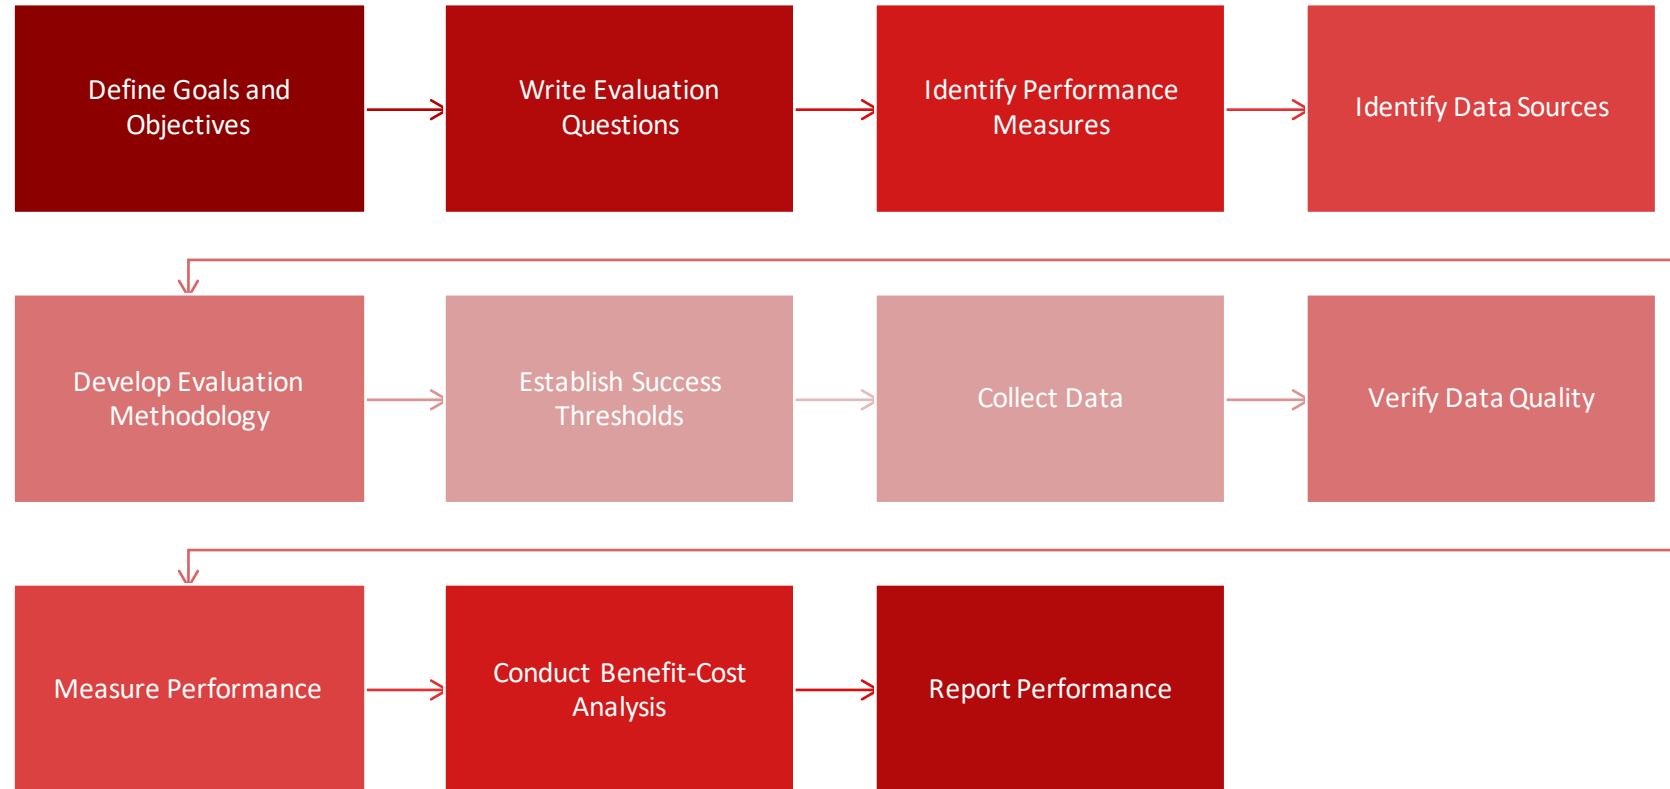 Define Goals and
Objectives
Write Evaluation
Questions
Identify Performance
Measures
Identify Data Sources
Develop Evaluation
Methodology
Establish Success
Thresholds
Collect Data
Verify Data Quality
Measure Performance
Conduct Benefit-Cost
Analysis
Report Performance